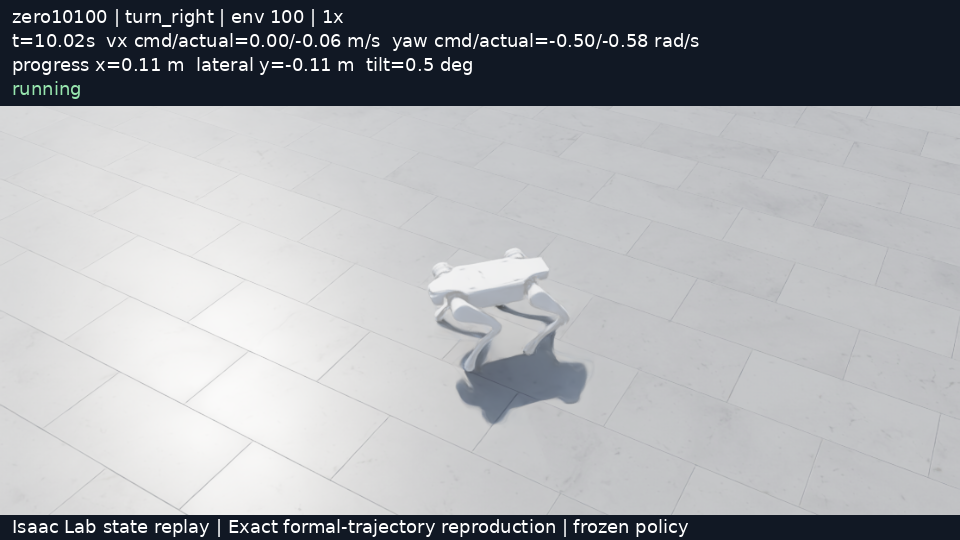 zero10100 | turn_right | env 100 | 1x
t=10.02s  vx cmd/actual=0.00/-0.06 m/s  yaw cmd/actual=-0.50/-0.58 rad/s
progress x=0.11 m  lateral y=-0.11 m  tilt=0.5 deg
running
Isaac Lab state replay | Exact formal-trajectory reproduction | frozen policy